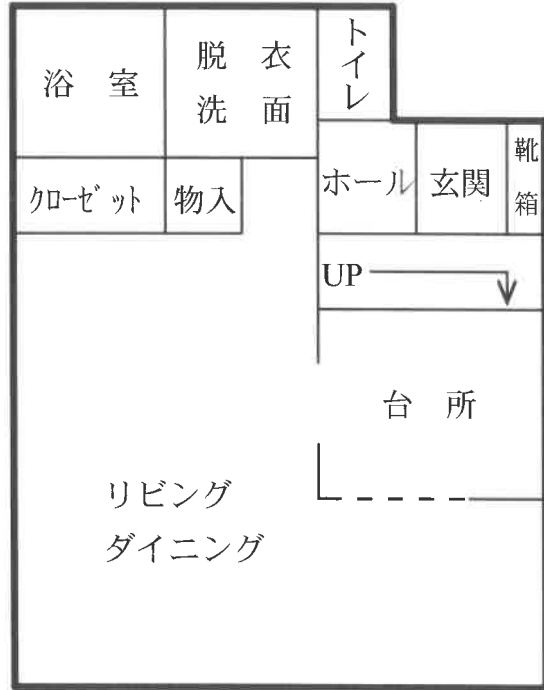 浴室
脱衣
洗面
トイレ
クローゼット
物入
ホール
玄関
靴箱
UP
台所
リビング
ダイニング